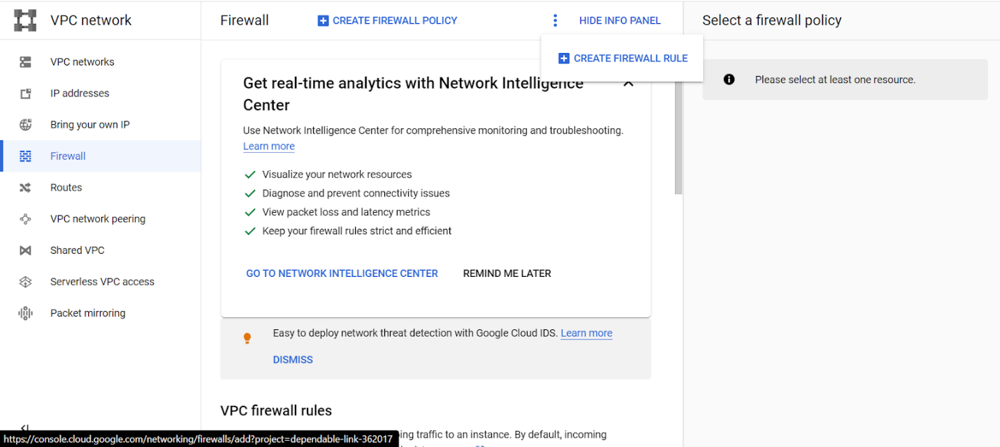 VPC network
VPC networks
IP addresses
Bring your own IP
Firewall
Routes
VPC network peering
Shared VPC
Serverless VPC access
Packet mirroring
Firewall
CREATE FIREWALL POLICY
HIDE INFO PANEL
CREATE FIREWALL RULE
Get real-time analytics with Network Intelligence
Center
Use Network Intelligence Center for comprehensive monitoring and troubleshooting.
Learn more
Visualize your network resources
Diagnose and prevent connectivity issues
View packet loss and latency metrics
Keep your firewall rules strict and efficient
GO TO NETWORK INTELLIGENCE CENTER REMIND ME LATER
Easy to deploy network threat detection with Google Cloud IDS. Learn more
DISMISS
VPC firewall rules
traffic to an instance. By default, incoming
Select a firewall policy
Please select at least one resource.
https://console.cloud.google.com/networking/firewalls/add?project=dependable-link-362017